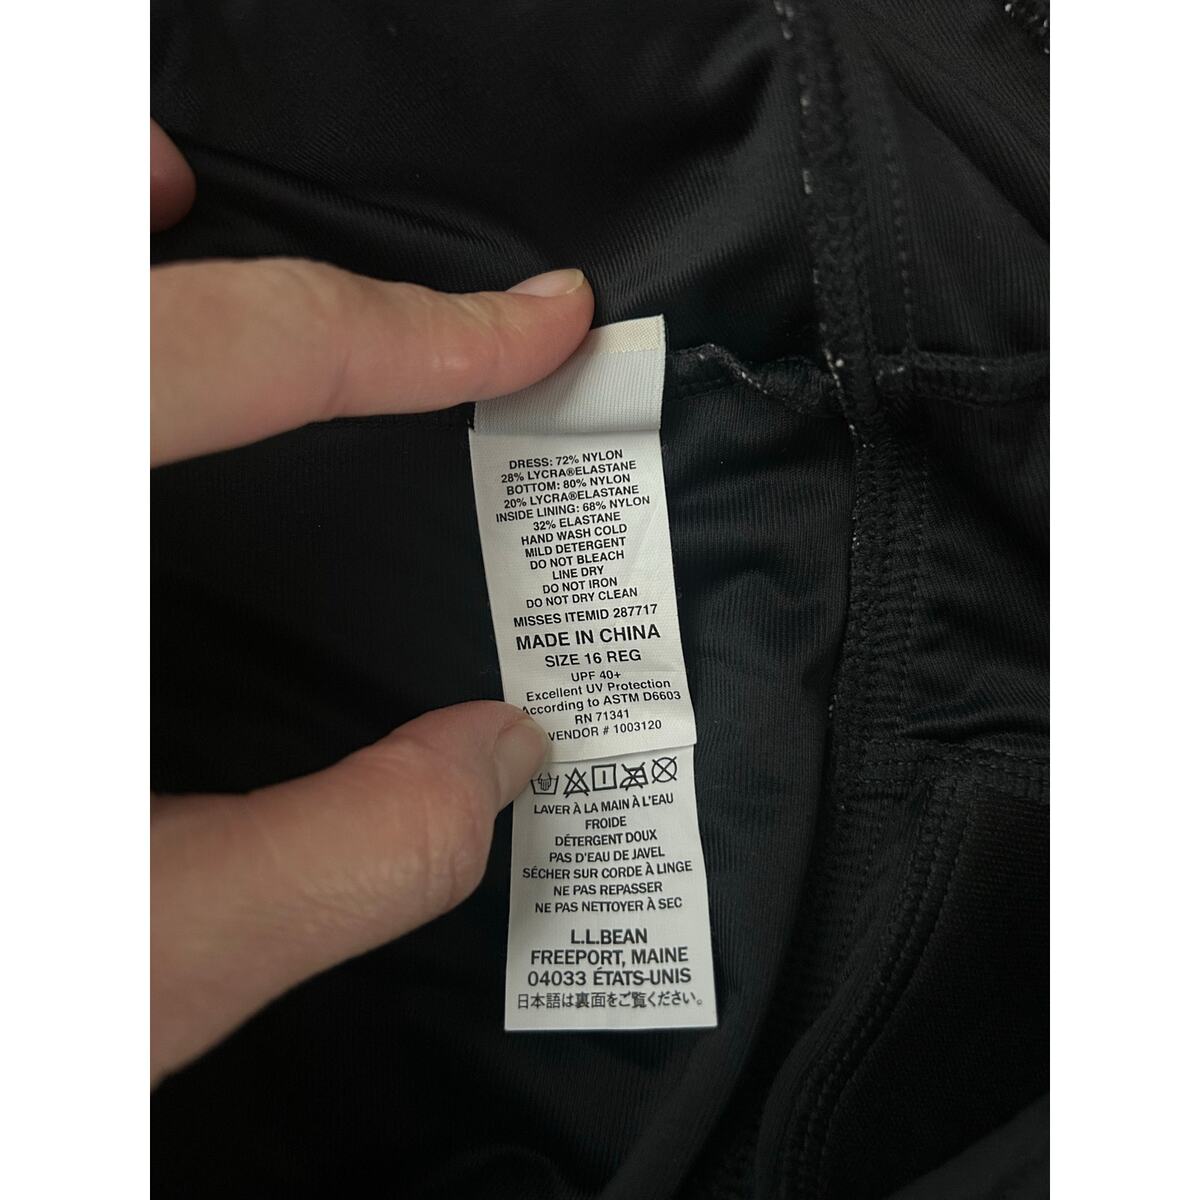 DRESS: 72% NYLON
28% LYCRA®ELASTANE
BOTTOM: 80% NYLON
20% LYCRA®ELASTANE
INSIDE LINING: 68% NYLON
32% ELASTANE
HAND WASH COLD
MILD DETERGENT
DO NOT BLEACH
LINE DRY
DO NOT IRON
DO NOT DRY CLEAN
MISSES ITEMID 287717
MADE IN CHINA
SIZE 16 REG
UPF 40+
Excellent UV Protection
According to ASTM D6603
RN 71341
VENDOR # 1003120
LAVER À LA MAIN À L'EAU
FROIDE
DÉTERGENT DOUX
PAS D'EAU DE JAVEL
SÉCHER SUR CORDE À LINGE
NE PAS REPASSER
NE PAS NETTOYER À SEC
L.L.BEAN
FREEPORT, MAINE
04033 ÉTATS-UNIS
日本語は裏面をご覧ください。